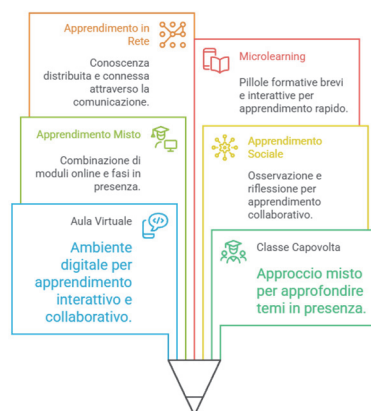 Apprendimento in
Rete
Conoscenza
distribuita e connessa
attraverso la
comunicazione.
Microlearning
Pillole formative brevi
e interattive per
apprendimento rapido.
Apprendimento Misto
Combinazione di
moduli online e fasi in
presenza.
Apprendimento
Sociale
Osservazione e
riflessione per
apprendimento
collaborativo.
Aula Virtuale
Ambiente
digitale per
apprendimento
interattivo e
collaborativo.
Classe Capovolta
Approccio misto
per approfondire
temi in presenza.